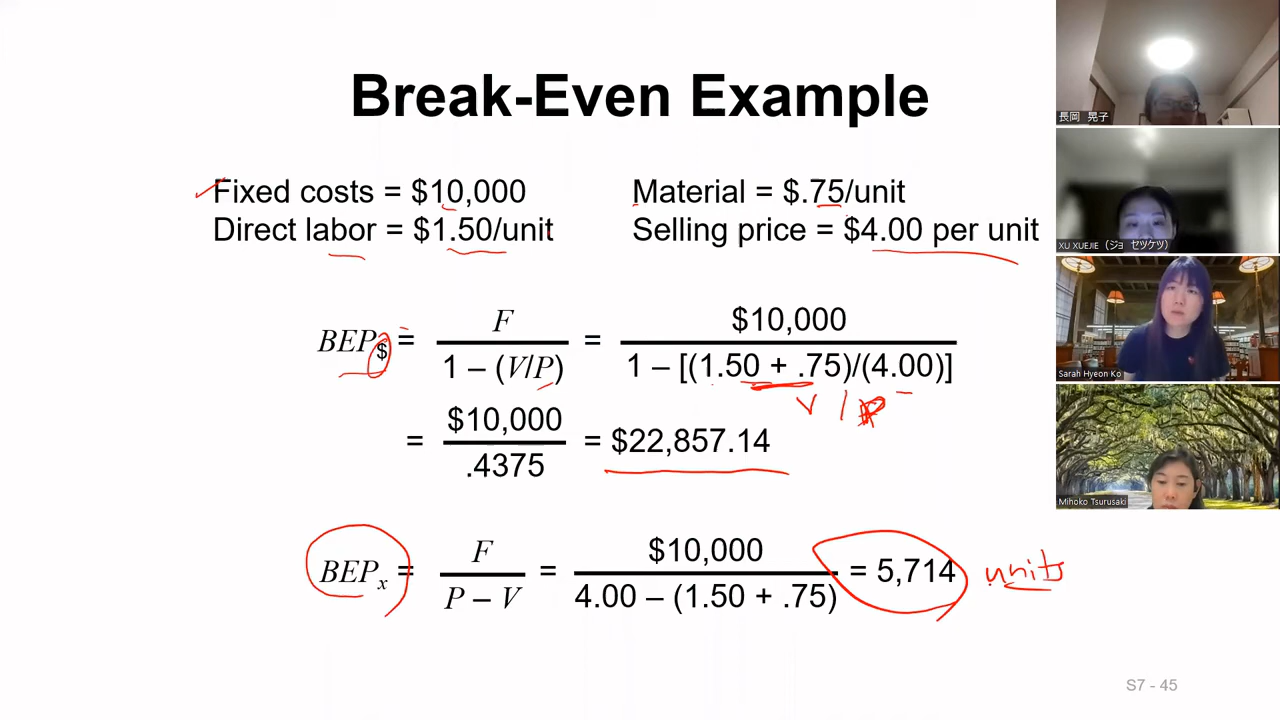 Break-Even Example
Fixed costs = $10,000
Material = $.75/unit
Direct labor = $1.50/unit
Selling price = $4.00 per unit
BEP$ = F / 1 – (V/P) = $10,000 / 1 – [(1.50 + .75)/(4.00)]
V / P
= $10,000 / .4375 = $22,857.14
BEPx = F / P – V = $10,000 / 4.00 – (1.50 + .75) = 5,714 units
S7 - 45
長岡 晃子
XU XUEJIE (ジョ セツケツ)
Sarah Hyeon Ko
Mihoko Tsurusaki